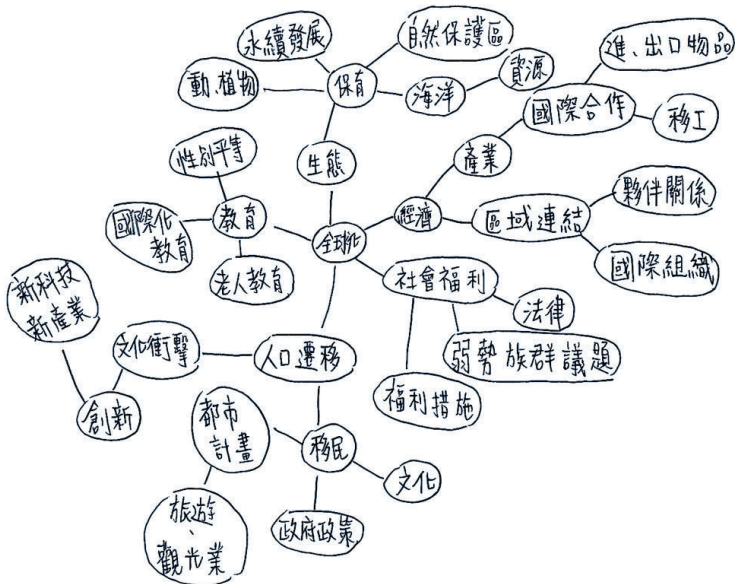 永續發展
自然保護區
進、出口物品
動、植物
保育
海洋
資源
國際合作
移工
性別平等
生態
產業
夥伴關係
國際化
教育
教育
全球化
經濟
區域連結
國際組織
老人教育
社會福利
法律
新科技
新產業
文化衝擊
人口遷移
弱勢族群議題
福利措施
創新
都市
計畫
移民
文化
旅遊
、
觀光業
政府政策